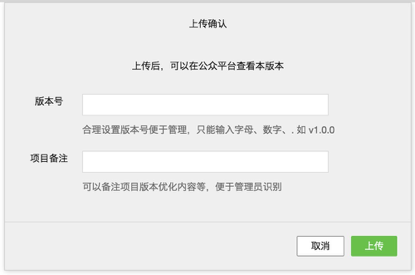 上传确认
上传后，可以在公众平台查看本版本
版本号
合理设置版本号便于管理，只能输入字母、数字、. 如 v1.0.0
项目备注
可以备注项目版本优化内容等，便于管理员识别
取消 上传